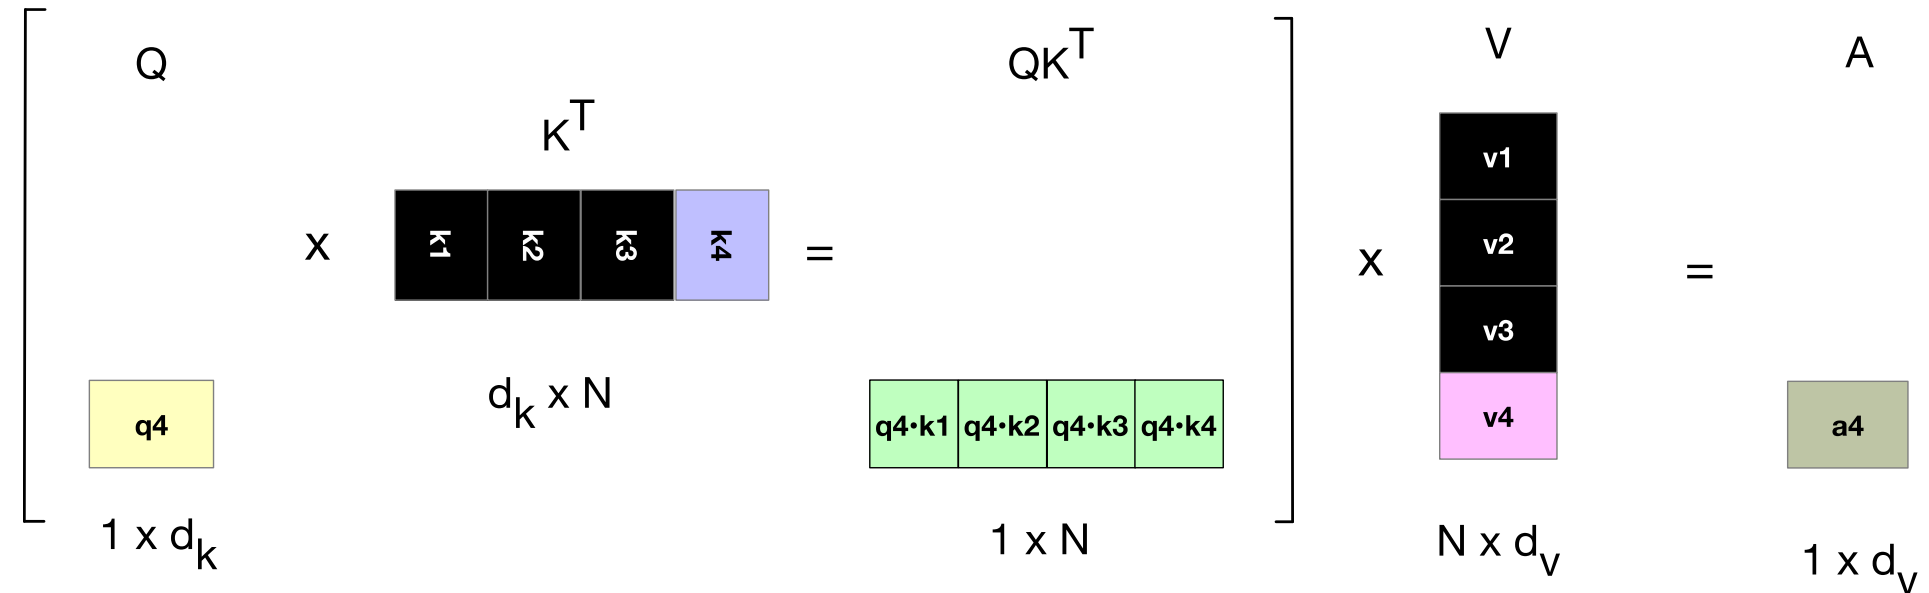 Q
x
K^T
k1 k2 k3 k4
d_k x N
=
QK^T
q4
1 x d_k
q4•k1 q4•k2 q4•k3 q4•k4
1 x N
x
V
v1
v2
v3
v4
N x d_v
=
A
a4
1 x d_v